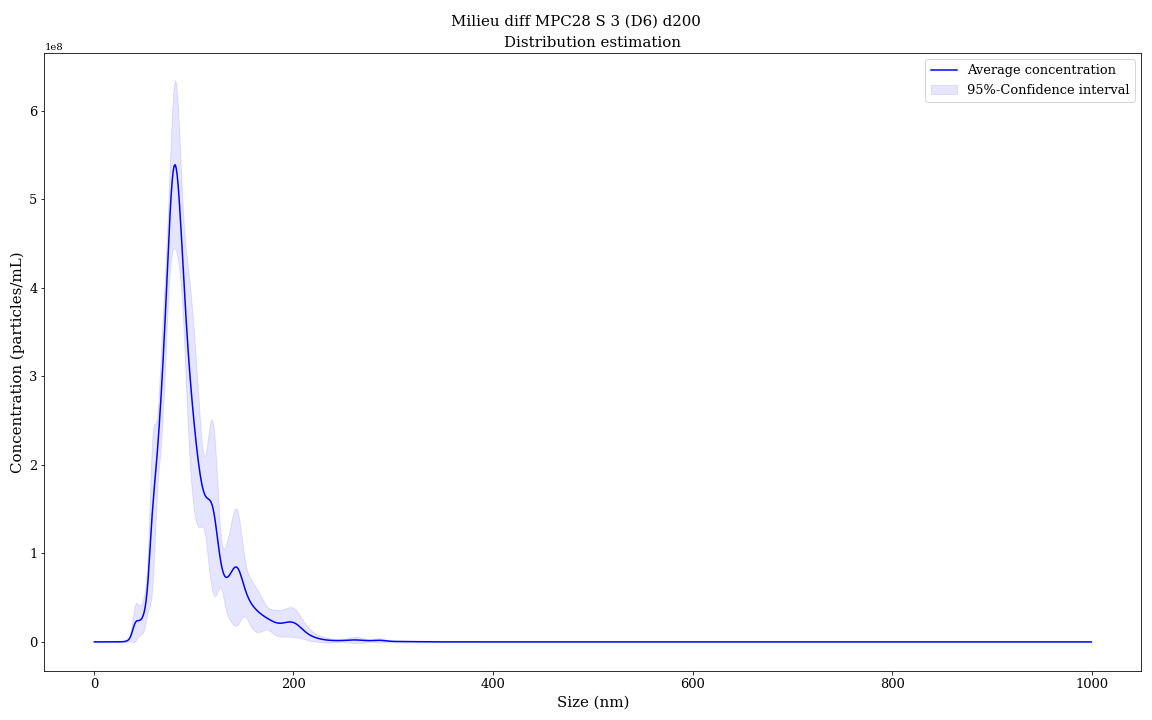 Milieu diff MPC28 S 3 (D6) d200
Distribution estimation
1e8
Average concentration
95%-Confidence interval
6
5
4
3
2
1
0
Concentration (particles/mL)
0 200 400 600 800 1000
Size (nm)